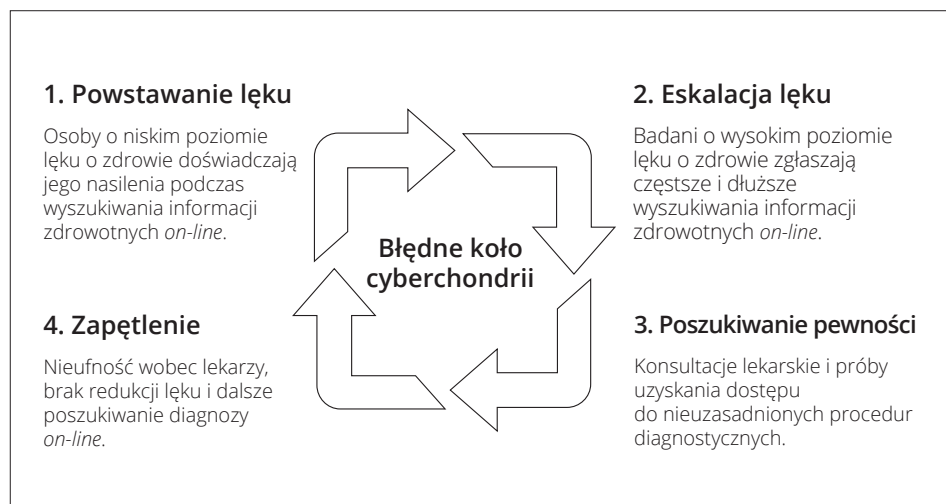 1. Powstawanie lęku
Osoby o niskim poziomie
lęku o zdrowie doświadczają
jego nasilenia podczas
wyszukiwania informacji
zdrowotnych on-line.
2. Eskalacja lęku
Badani o wysokim poziomie
lęku o zdrowie zgłaszają
częstsze i dłuższe
wyszukiwania informacji
zdrowotnych on-line.
Błędne koło
cyberchondrii
4. Zapętlenie
Nieufność wobec lekarzy,
brak redukcji lęku i dalsze
poszukiwanie diagnozy
on-line.
3. Poszukiwanie pewności
Konsultacje lekarskie i próby
uzyskania dostępu
do nieuzasadnionych procedur
diagnostycznych.